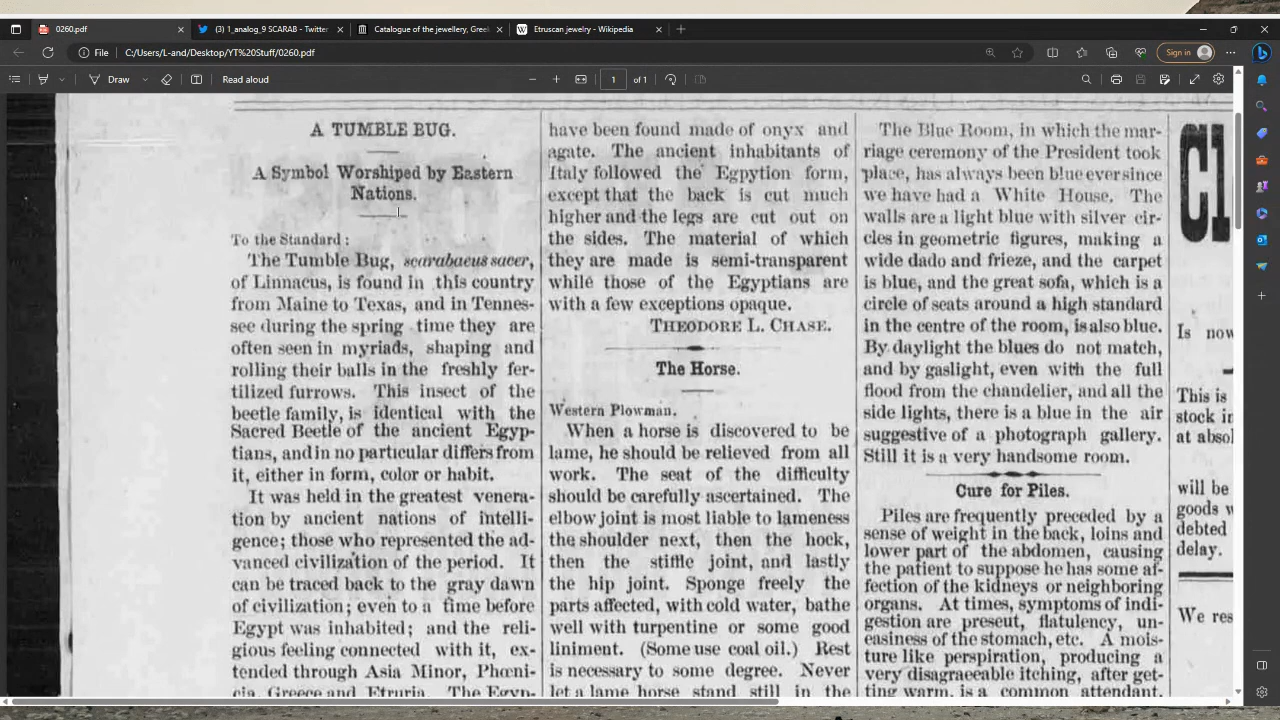 0260.pdf
(3) 1_analog_9 SCARAB - Twitter
Catalogue of the jewellery, Greel
Etruscan jewelry - Wikipedia
File
C:/Users/L-and/Desktop/YT%20Stuff/0260.pdf
Sign in
Draw
Read aloud
1
of 1
A TUMBLE BUG.
A Symbol Worshiped by Eastern
Nations.
To the Standard:
The Tumble Bug, scarabaeus sacer,
of Linnacus, is found in this country
from Maine to Texas, and in Tennes-
see during the spring time they are
often seen in myriads, shaping and
rolling their balls in the freshly fer-
tilized furrows. This insect of the
beetle family, is identical with the
Sacred Beetle of the ancient Egyp-
tians, and in no particular differs from
it, either in form, color or habit.
It was held in the greatest venera-
tion by ancient nations of intelli-
gence; those who represented the ad-
vanced civilization of the period. It
can be traced back to the gray dawn
of civilization; even to a time before
Egypt was inhabited; and the reli-
gious feeling connected with it, ex-
tended through Asia Minor, Phœni-
cia, Greece and Etruria. The Egyp-
have been found made of onyx and
agate. The ancient inhabitants of
Italy followed the Egpytion form,
except that the back is cut much
higher and the legs are cut out on
the sides. The material of which
they are made is semi-transparent
while those of the Egyptians are
with a few exceptions opaque.
THEODORE L. CHASE.
The Horse.
Western Plowman.
When a horse is discovered to be
lame, he should be relieved from all
work. The seat of the difficulty
should be carefully ascertained. The
elbow joint is most liable to lameness
the shoulder next, then the hock,
then the stiffle joint, and lastly
the hip joint. Sponge freely the
parts affected, with cold water, bathe
well with turpentine or some good
liniment. (Some use coal oil.) Rest
is necessary to some degree. Never
let a lame horse stand still in the
The Blue Room, in which the mar-
riage ceremony of the President took
place, has always been blue ever since
we have had a White House. The
walls are a light blue with silver cir-
cles in geometric figures, making a
wide dado and frieze, and the carpet
is blue, and the great sofa, which is a
circle of seats around a high standard
in the centre of the room, is also blue.
By daylight the blues do not match,
and by gaslight, even with the full
flood from the chandelier, and all the
side lights, there is a blue in the air
suggestive of a photograph gallery.
Still it is a very handsome room.
Cure for Piles.
Piles are frequently preceded by a
sense of weight in the back, loins and
lower part of the abdomen, causing
the patient to suppose he has some af-
fection of the kidneys or neighboring
organs. At times, symptoms of indi-
gestion are preseut, flatulency, un-
easiness of the stomach, etc. A mois-
ture like perspiration, producing a
very disagreeable itching, after get-
ting warm, is a common attendant.
Cl
Is now
This is
stock in
at absol
will be
goods w
debted
delay.
We res